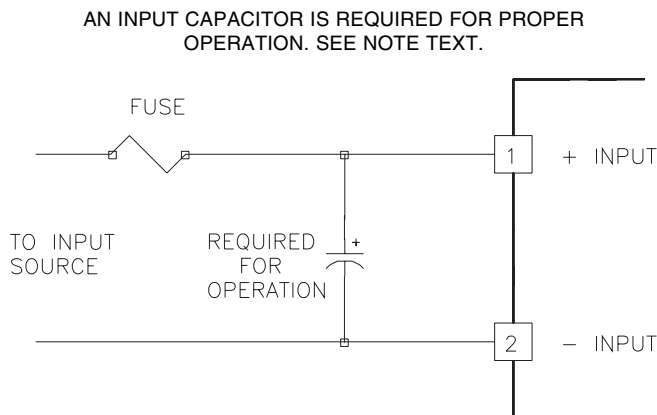 AN INPUT CAPACITOR IS REQUIRED FOR PROPER
OPERATION. SEE NOTE TEXT.
FUSE
1
+ INPUT
TO INPUT
SOURCE
REQUIRED
FOR
OPERATION
+
2
− INPUT